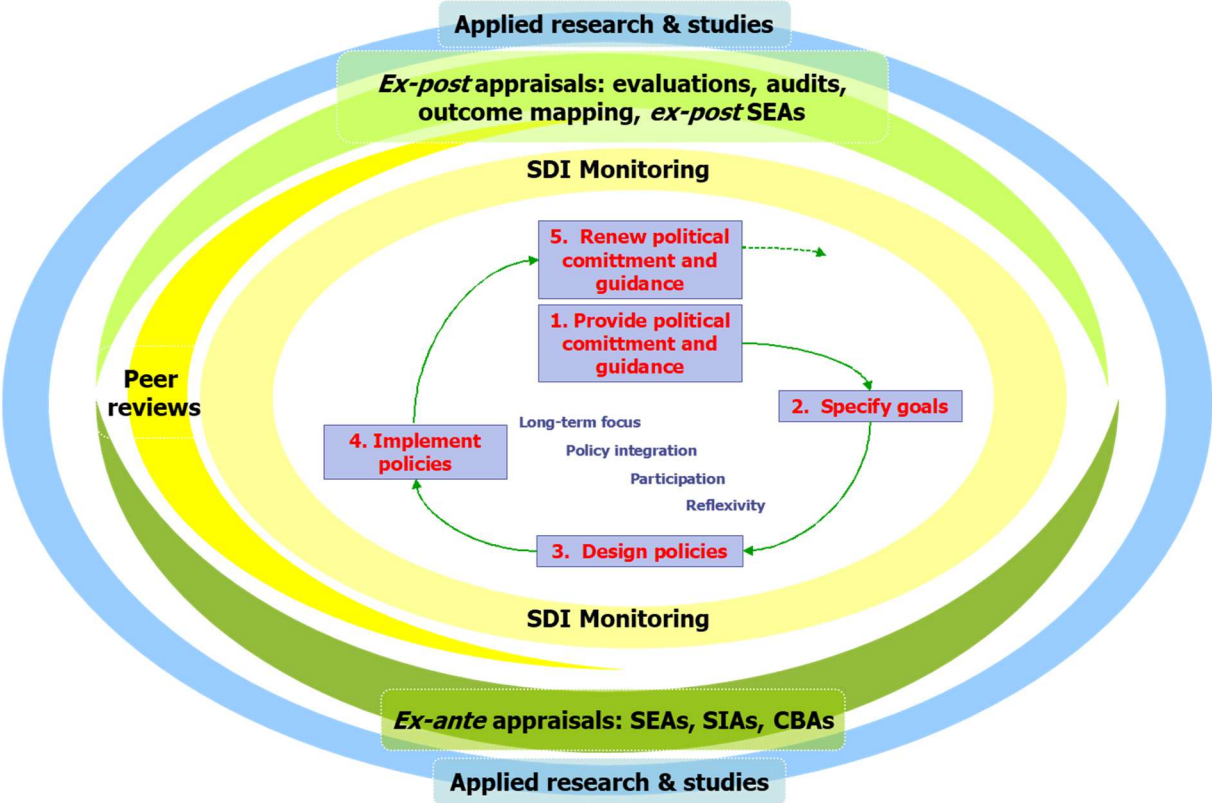 Applied research & studies
Ex-post appraisals: evaluations, audits,
outcome mapping, ex-post SEAs
SDI Monitoring
5. Renew political
comittment and
guidance
1. Provide political
comittment and
guidance
2. Specify goals
Peer
reviews
4. Implement
policies
Long-term focus
Policy integration
Participation
Reflexivity
3. Design policies
SDI Monitoring
Ex-ante appraisals: SEAs, SIAs, CBAs
Applied research & studies